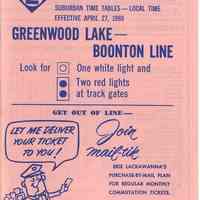 SUBURBAN TIME TABLES—LOCAL TIME
EFFECTIVE APRIL 27, 1969
GREENWOOD LAKE—
BOONTON LINE
Look for One white light and
Two red lights
at track gates
GET OUT OF LINE—
LET ME DELIVER
YOUR TICKET
TO YOU!
Join
mail-tik
ERIE LACKAWANNA'S
PURCHASE-BY-MAIL PLAN
FOR REGULAR MONTHLY
COMMUTATION TICKETS.